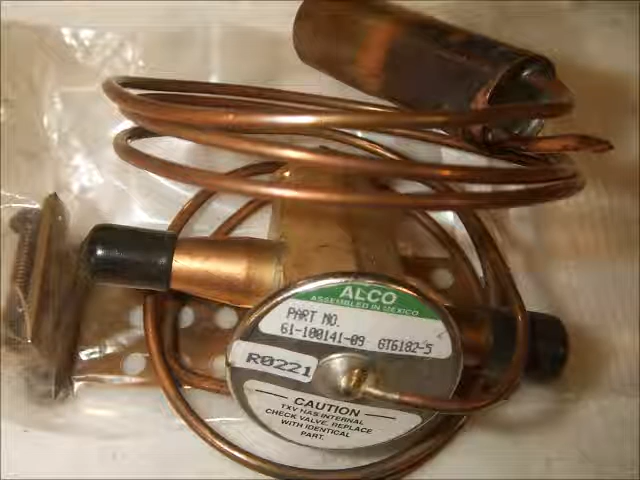 ALCO
ASSEMBLED IN MEXICO
PART NO.
61-100141-09 GT6182-5
R0221
CAUTION
TXV HAS INTERNAL
CHECK VALVE. REPLACE
WITH IDENTICAL
PART.